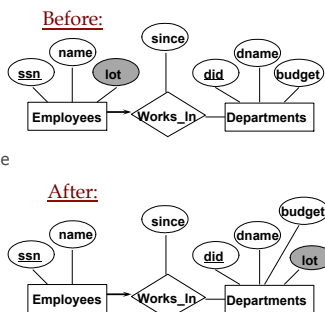 Before:
since
name
dname
ssn
lot
did
budget
Employees
Works_In
Departments
e
After:
budget
since
name
dname
ssn
did
lot
Employees
Works_In
Departments